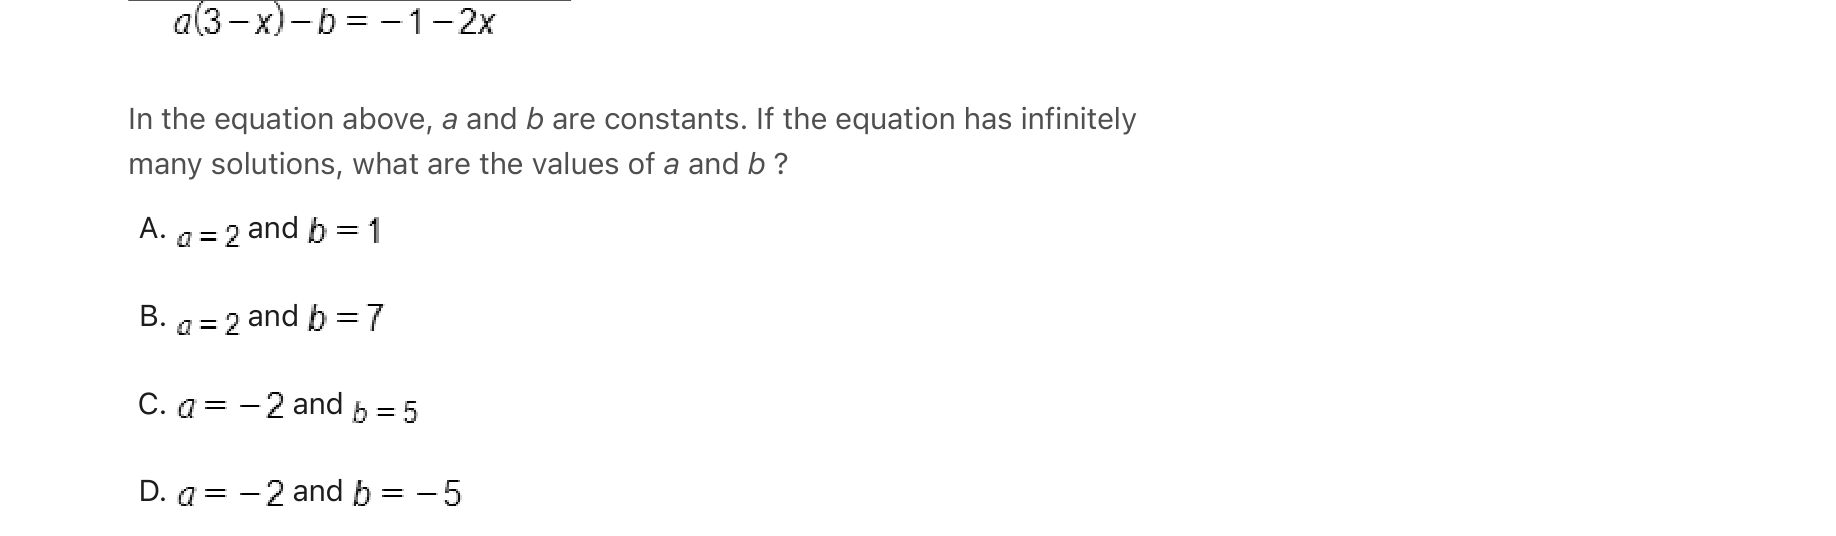 a(3−x)−b = −1−2x
In the equation above, a and b are constants. If the equation has infinitely
many solutions, what are the values of a and b ?
A. a = 2 and b = 1
B. a = 2 and b = 7
C. a = −2 and b = 5
D. a = −2 and b = −5